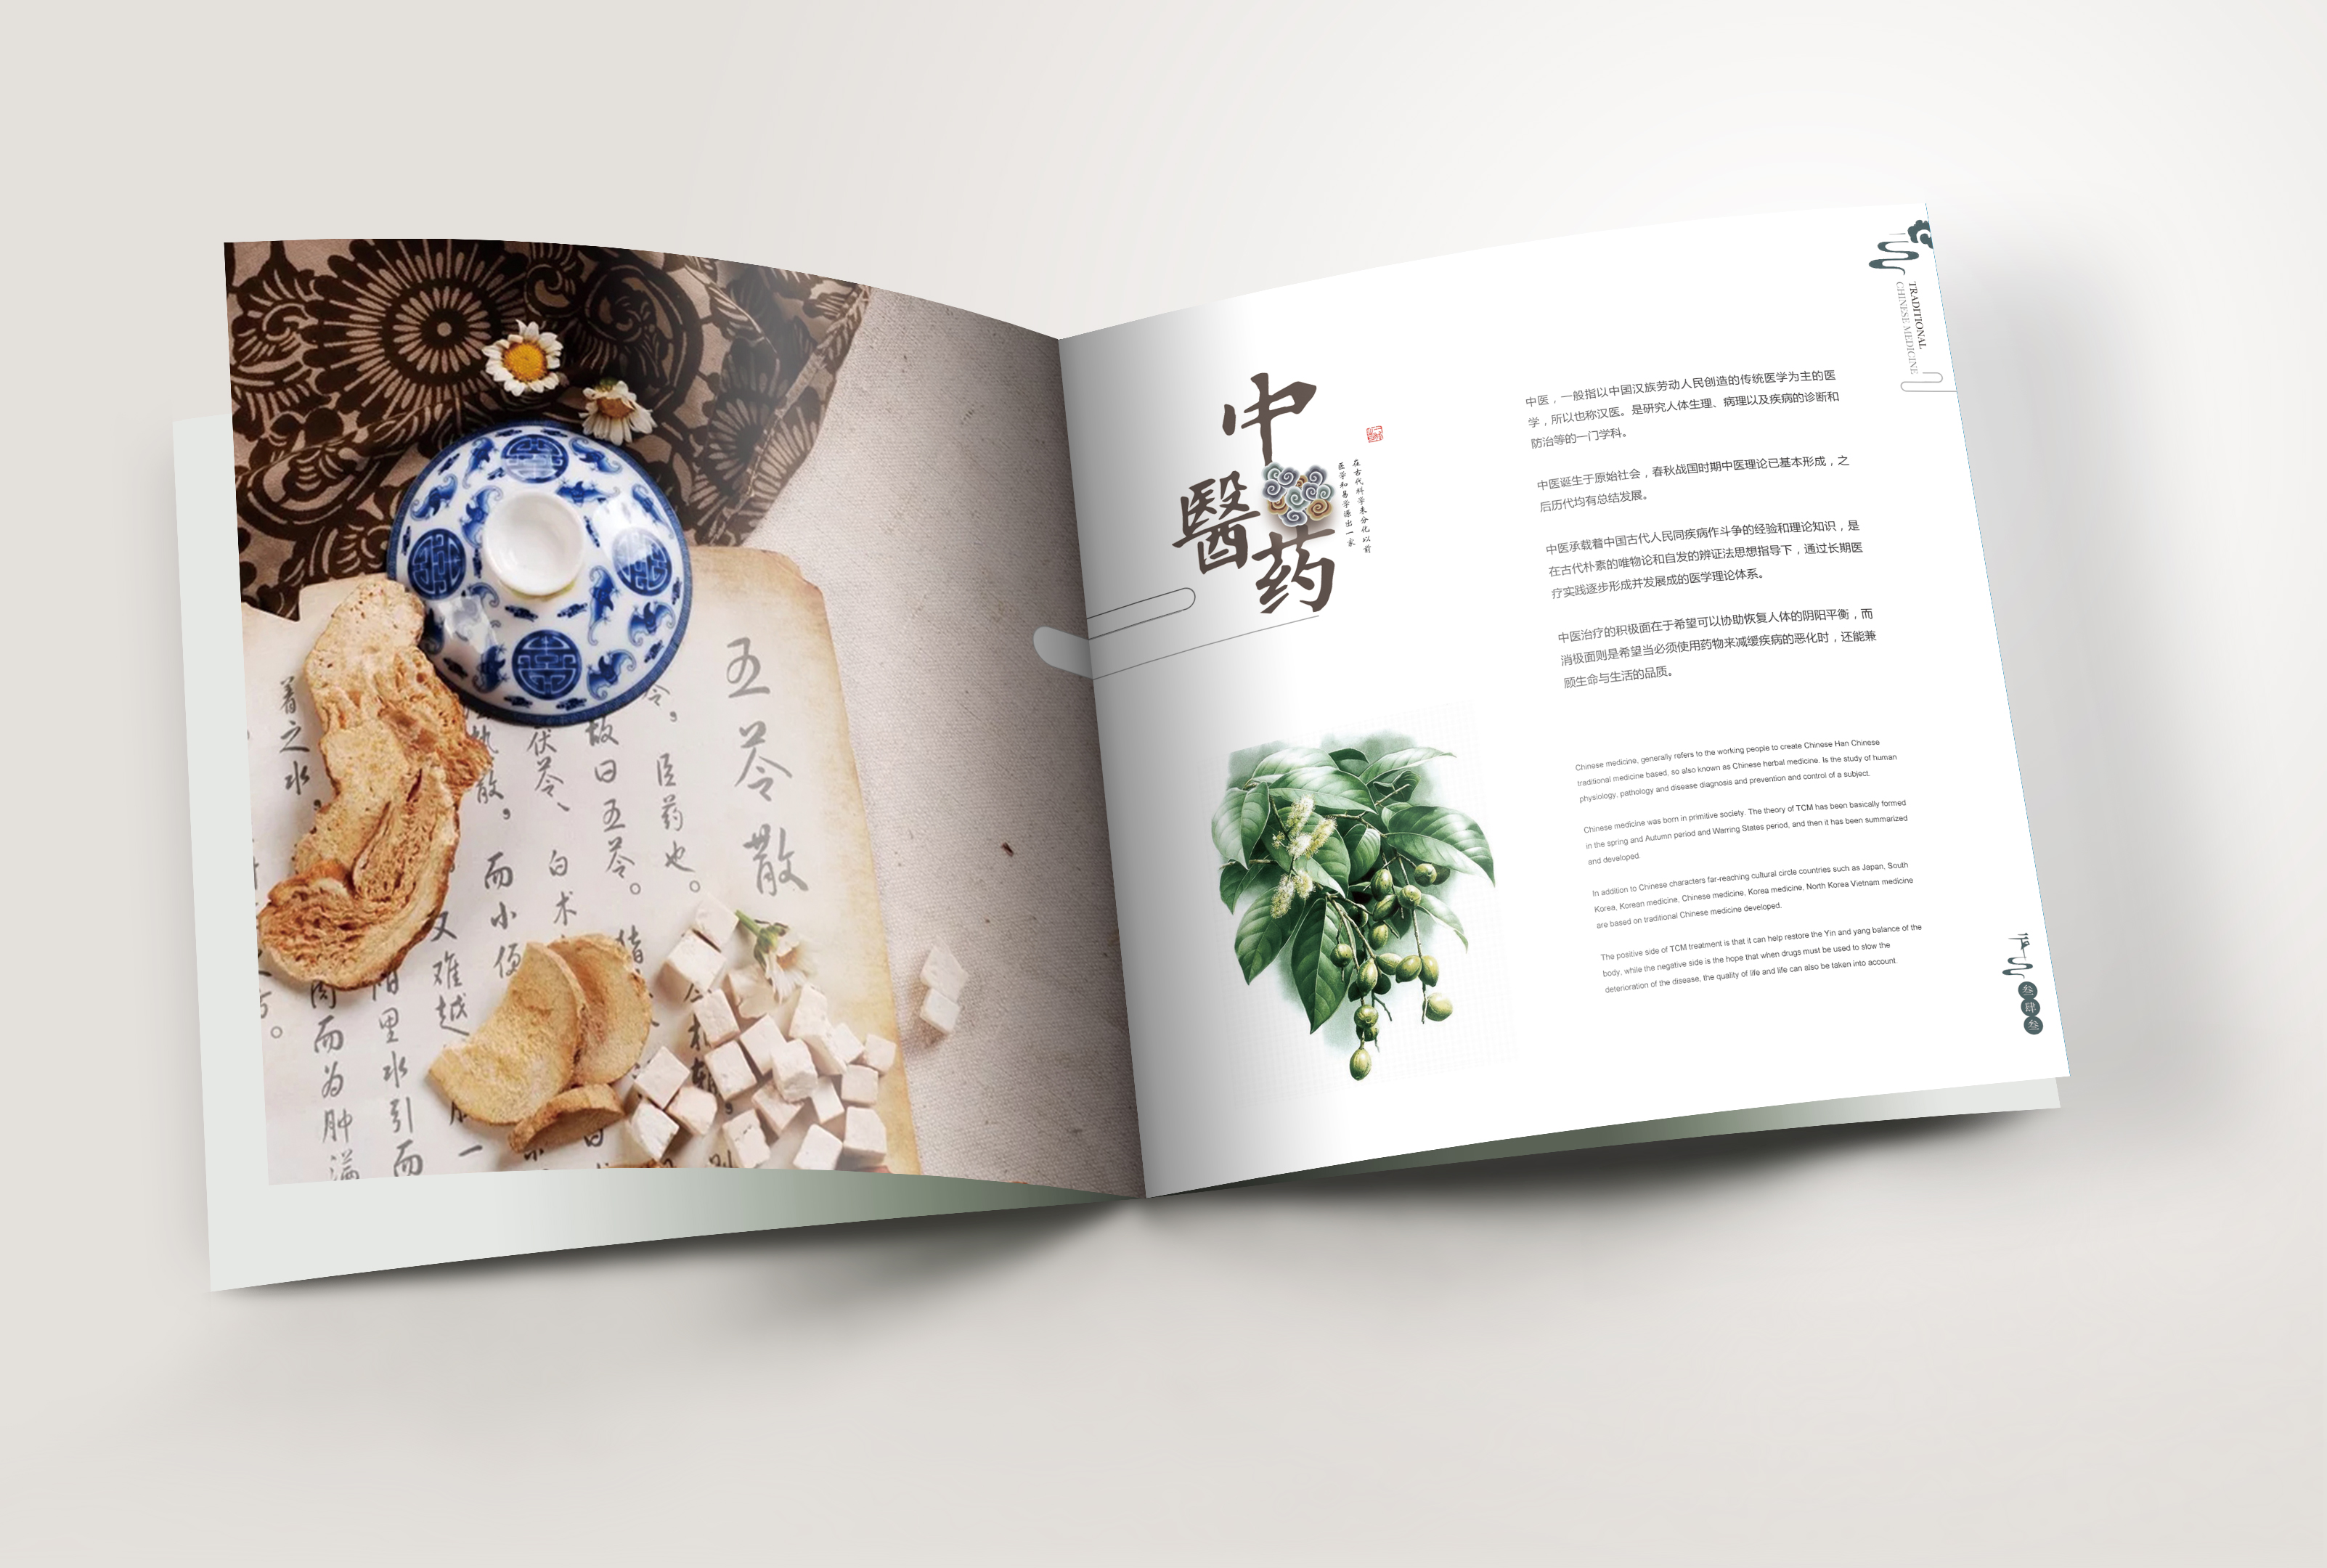 五苓散
令，臣药也。
故曰五苓。猪
伏苓、白术
散，而小便
又难越
相里水引而
肉而为肿满
着之水，
中醫药
在古代科学未分化以前
医学和易学源出一家
TRADITIONAL
CHINESE MEDICINE
中医，一般指以中国汉族劳动人民创造的传统医学为主的医
学，所以也称汉医。是研究人体生理、病理以及疾病的诊断和
防治等的一门学科。
中医诞生于原始社会，春秋战国时期中医理论已基本形成，之
后历代均有总结发展。
中医承载着中国古代人民同疾病作斗争的经验和理论知识，是
在古代朴素的唯物论和自发的辨证法思想指导下，通过长期医
疗实践逐步形成并发展成的医学理论体系。
中医治疗的积极面在于希望可以协助恢复人体的阴阳平衡，而
消极面则是希望当必须使用药物来减缓疾病的恶化时，还能兼
顾生命与生活的品质。
Chinese medicine, generally refers to the working people to create Chinese Han Chinese
traditional medicine based, so also known as Chinese herbal medicine. Is the study of human
physiology, pathology and disease diagnosis and prevention and control of a subject.
Chinese medicine was born in primitive society. The theory of TCM has been basically formed
in the spring and Autumn period and Warring States period, and then it has been summarized
and developed.
In addition to Chinese characters far-reaching cultural circle countries such as Japan, South
Korea, Korean medicine, Chinese medicine, Korea medicine, North Korea Vietnam medicine
are based on traditional Chinese medicine developed.
The positive side of TCM treatment is that it can help restore the Yin and yang balance of the
body, while the negative side is the hope that when drugs must be used to slow the
deterioration of the disease, the quality of life and life can also be taken into account.
叁肆叁